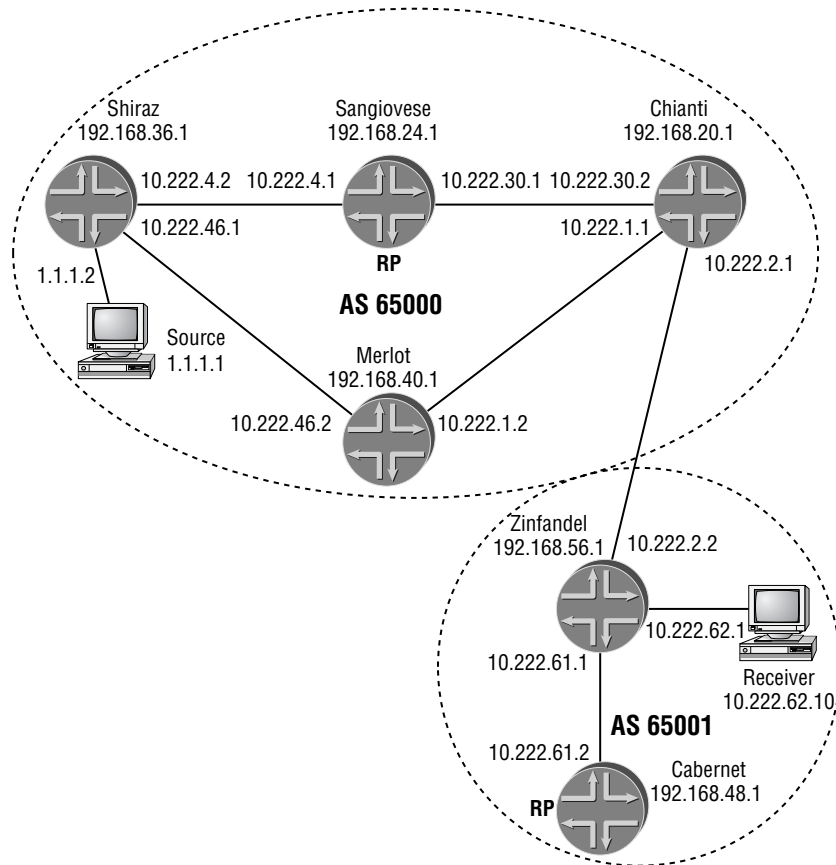 Shiraz
192.168.36.1
Sangiovese
192.168.24.1
Chianti
192.168.20.1
10.222.4.2
10.222.4.1
10.222.30.1
10.222.30.2
10.222.46.1
10.222.1.1
1.1.1.2
RP
10.222.2.1
AS 65000
Source
1.1.1.1
Merlot
192.168.40.1
10.222.46.2
10.222.1.2
Zinfandel
192.168.56.1
10.222.2.2
10.222.62.1
10.222.61.1
Receiver
10.222.62.10
AS 65001
10.222.61.2
Cabernet
192.168.48.1
RP